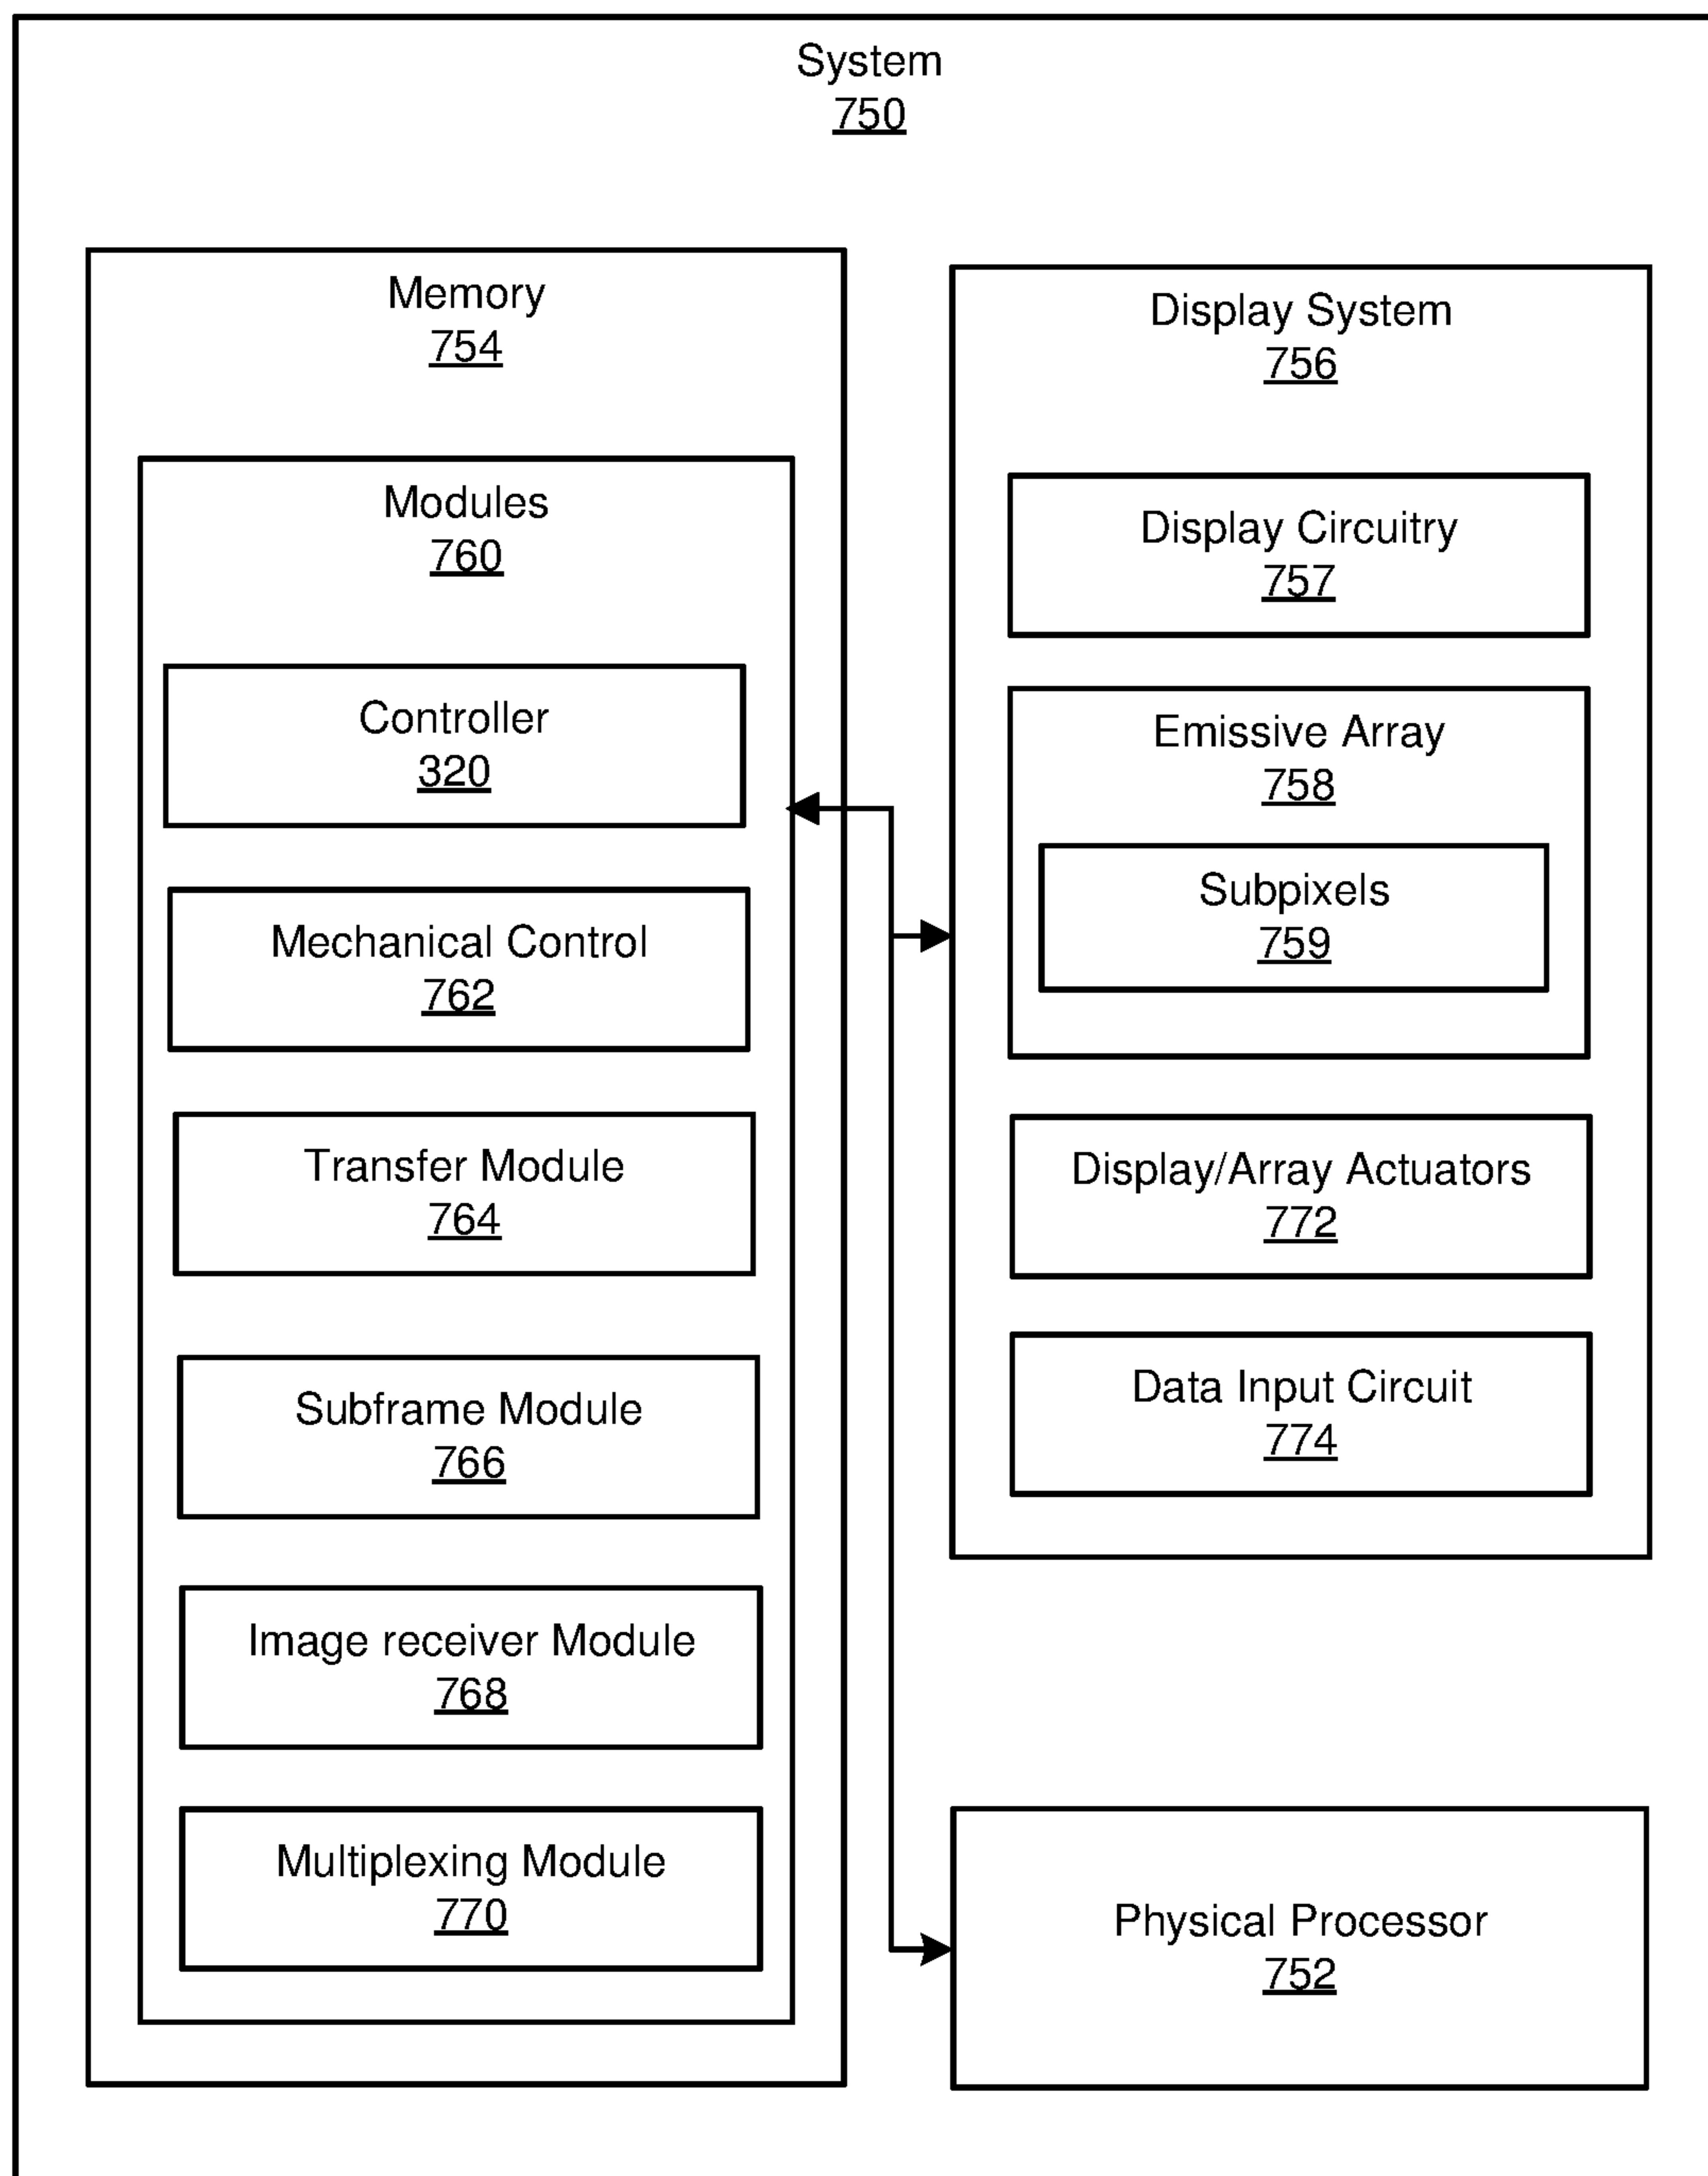 System
750
Memory
754
Modules
760
Controller
320
Mechanical Control
762
Transfer Module
764
Subframe Module
766
Image receiver Module
768
Multiplexing Module
770
Display System
756
Display Circuitry
757
Emissive Array
758
Subpixels
759
Display/Array Actuators
772
Data Input Circuit
774
Physical Processor
752